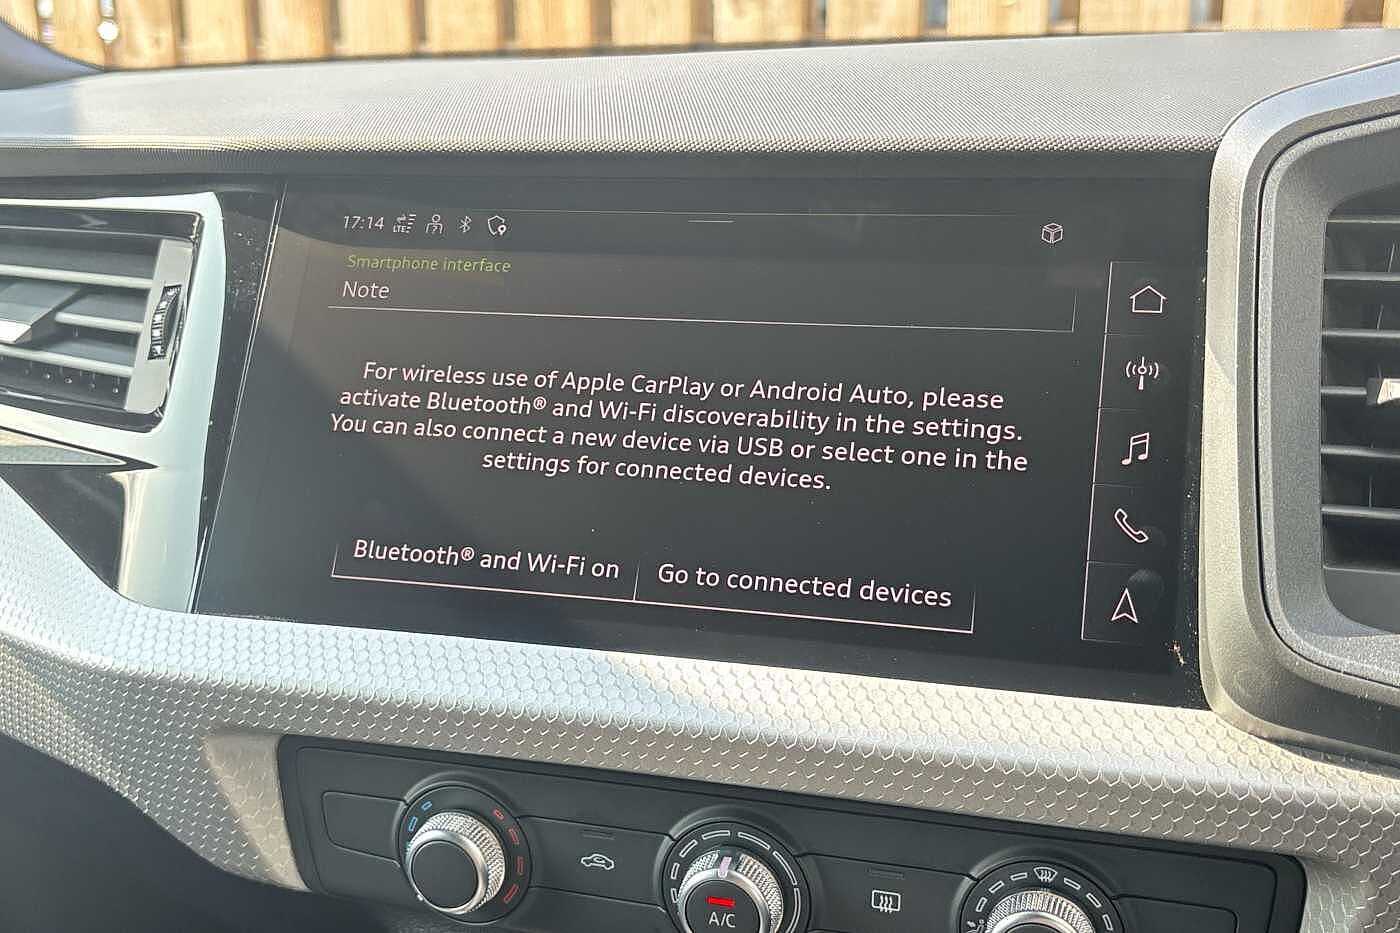 17:14 LTE
Smartphone interface
Note
For wireless use of Apple CarPlay or Android Auto, please
activate Bluetooth® and Wi-Fi discoverability in the settings.
You can also connect a new device via USB or select one in the
settings for connected devices.
Bluetooth® and Wi-Fi on
Go to connected devices
A/C